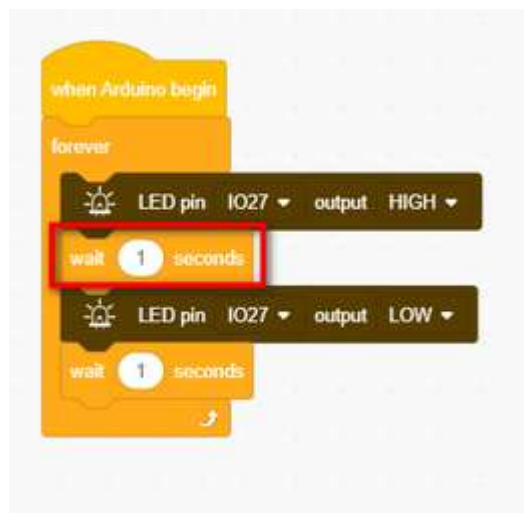 when Arduino begin
forever
LED pin IO27 output HIGH
wait 1 seconds
LED pin IO27 output LOW
wait 1 seconds